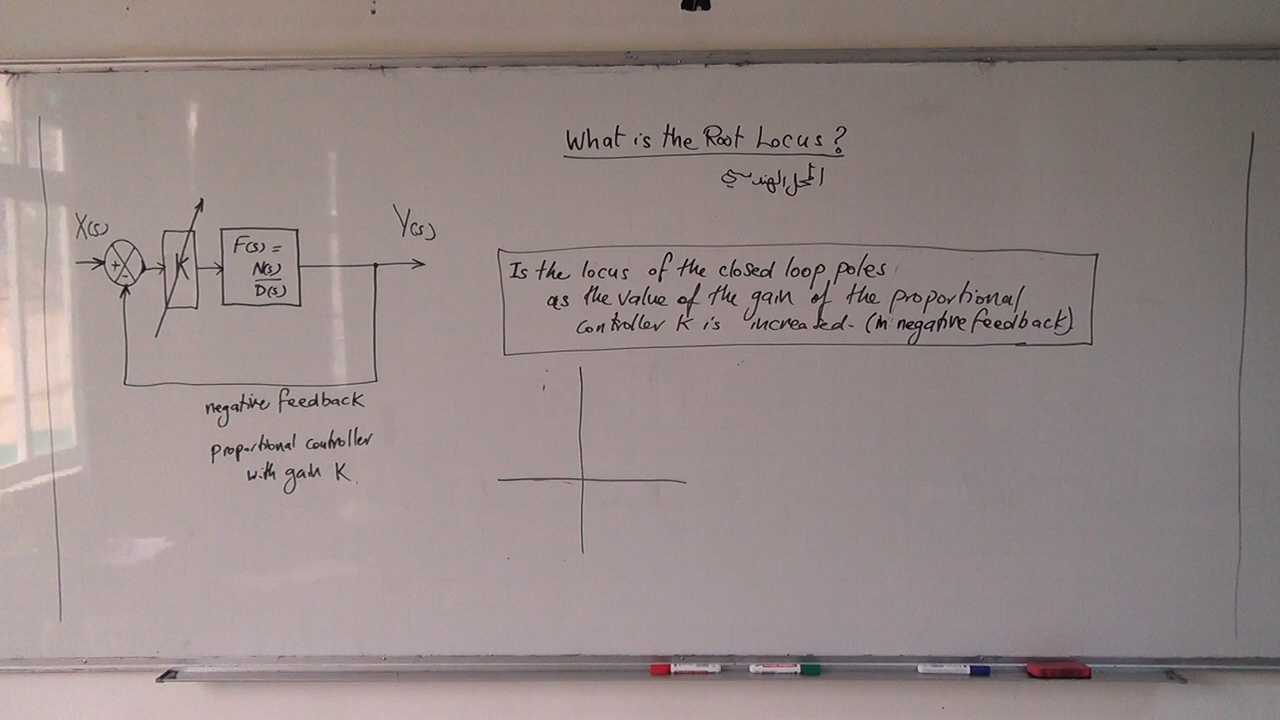 What is the Root Locus?
المحل الهندسي
X(s)
+
K
F(s) =
N(s)
D(s)
Y(s)
negative feedback
proportional controller
with gain K.
Is the locus of the closed loop poles
as the value of the gain of the proportional
controller K is increased. (in negative feedback)